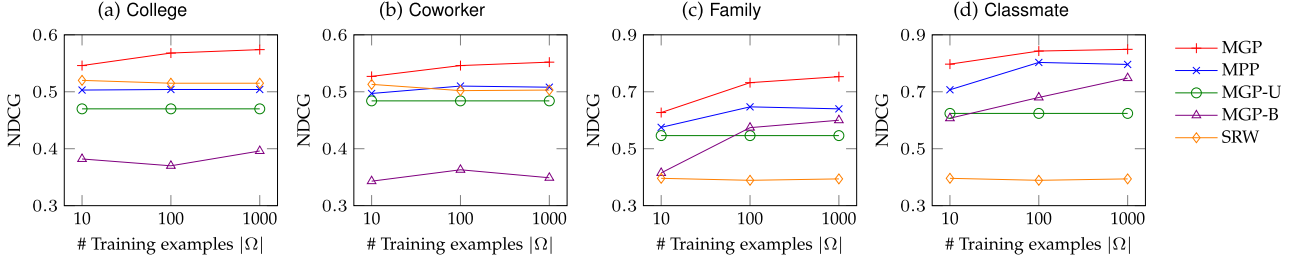 (a) College
NDCG
0.6
0.5
0.4
0.3
10 100 1000
# Training examples |Ω|
(b) Coworker
NDCG
0.6
0.5
0.4
0.3
10 100 1000
# Training examples |Ω|
(c) Family
NDCG
0.9
0.7
0.5
0.3
10 100 1000
# Training examples |Ω|
(d) Classmate
NDCG
0.9
0.7
0.5
0.3
10 100 1000
# Training examples |Ω|
MGP
MPP
MGP-U
MGP-B
SRW